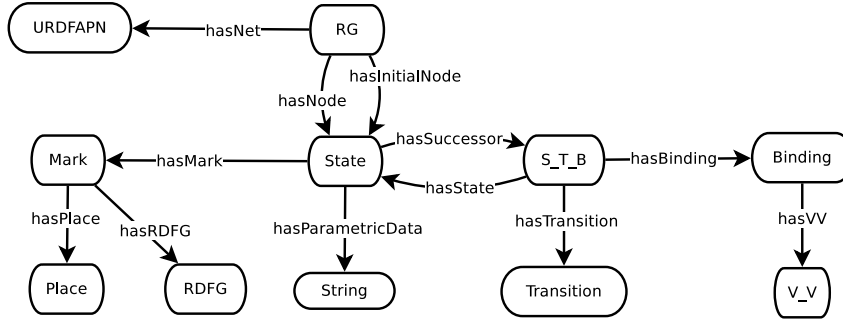 URDFAPN
hasNet
RG
hasInitialNode
hasNode
hasSuccessor
Mark
hasMark
State
S_T_B
hasBinding
Binding
hasState
hasPlace
hasRDFG
hasParametricData
hasTransition
hasVV
Place
RDFG
String
Transition
V_V